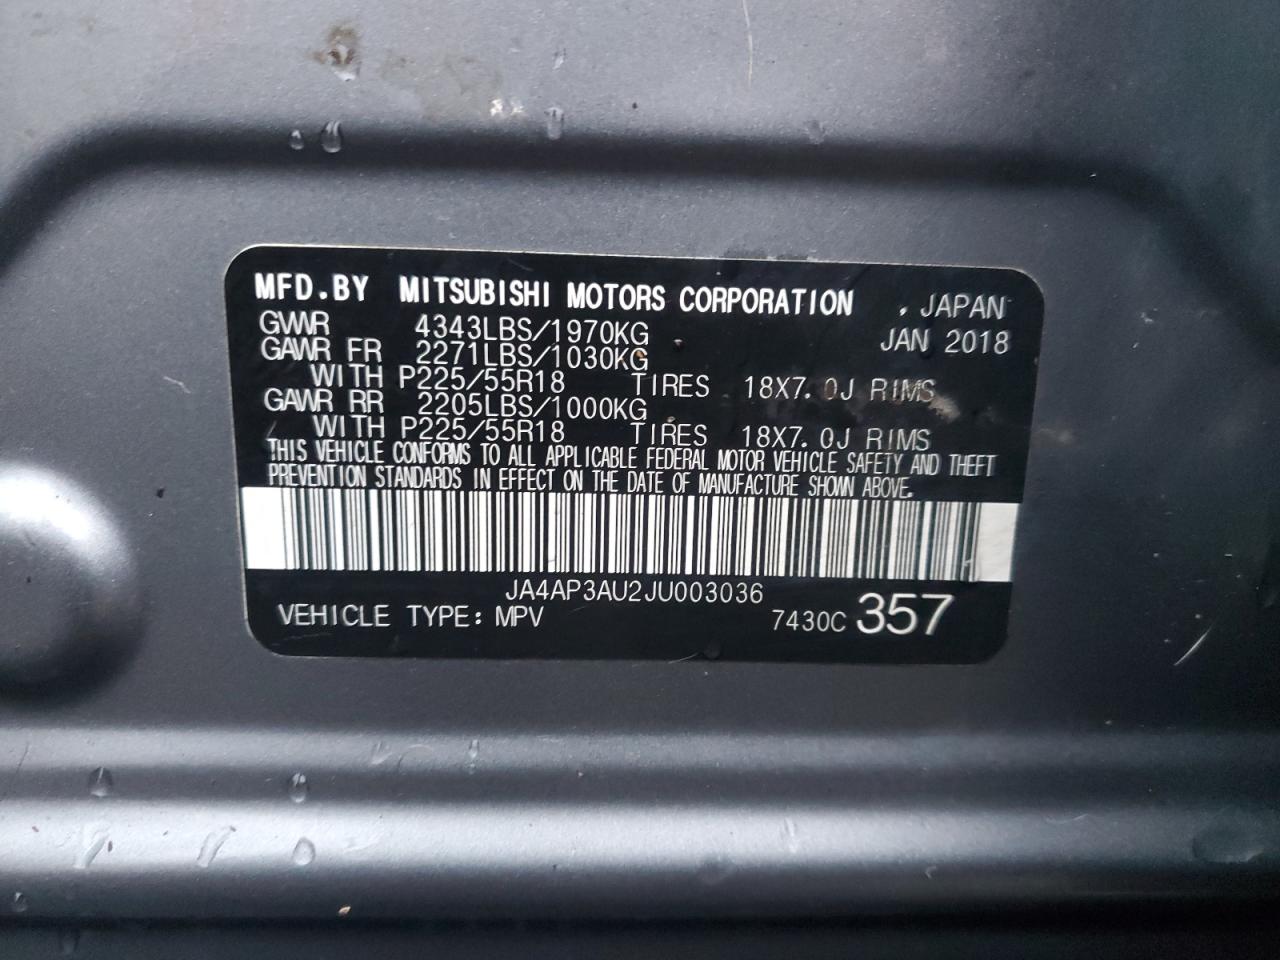 MFD.BY MITSUBISHI MOTORS CORPORATION . JAPAN
GVWR 4343LBS/1970KG JAN 2018
GAWR FR 2271LBS/1030KG
WITH P225/55R18 TIRES 18X7.0J RIMS
GAWR RR 2205LBS/1000KG
WITH P225/55R18 TIRES 18X7.0J RIMS
THIS VEHICLE CONFORMS TO ALL APPLICABLE FEDERAL MOTOR VEHICLE SAFETY AND THEFT
PREVENTION STANDARDS IN EFFECT ON THE DATE OF MANUFACTURE SHOWN ABOVE.
JA4AP3AU2JU003036
VEHICLE TYPE: MPV 7430C 357